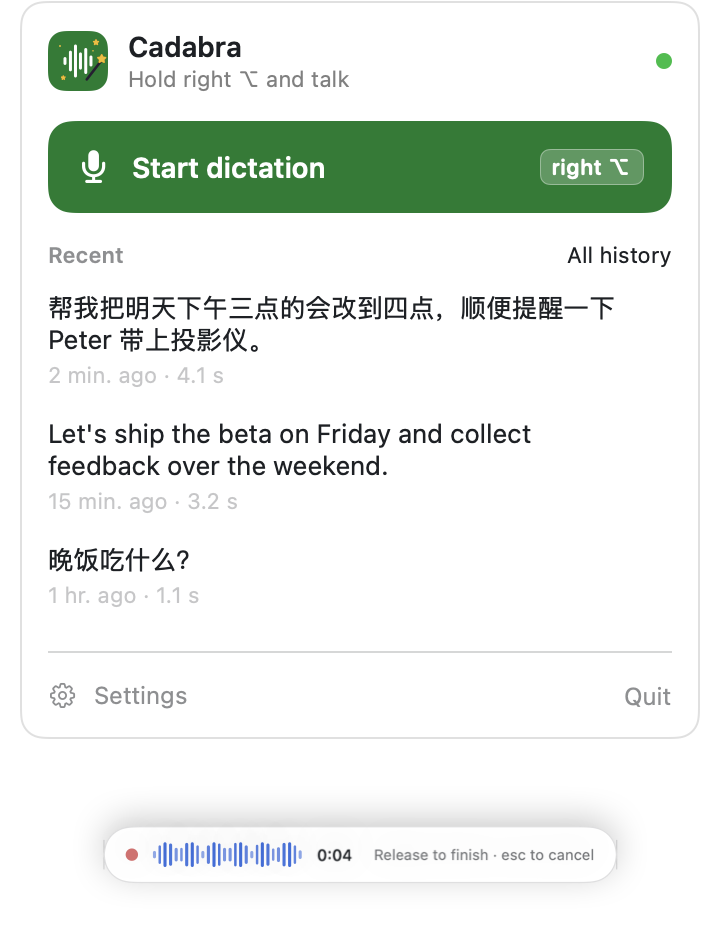 Cadabra
Hold right ⌥ and talk
Start dictation
right ⌥
Recent
All history
帮我把明天下午三点的会改到四点，顺便提醒一下
Peter 带上投影仪。
2 min. ago · 4.1 s
Let's ship the beta on Friday and collect
feedback over the weekend.
15 min. ago · 3.2 s
晚饭吃什么？
1 hr. ago · 1.1 s
Settings
Quit
0:04
Release to finish · esc to cancel